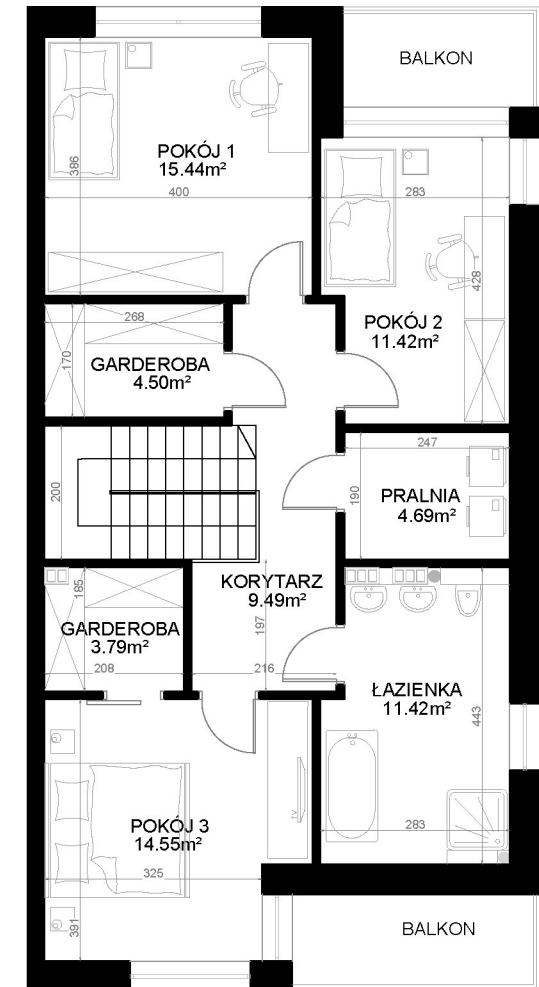 BALKON
POKÓJ 1
15.44m²
386
400
283
428
POKÓJ 2
11.42m²
268
170
GARDEROBA
4.50m²
247
200
190
PRALNIA
4.69m²
KORYTARZ
9.49m²
185
197
GARDEROBA
3.79m²
208
216
ŁAZIENKA
11.42m²
443
283
TV
POKÓJ 3
14.55m²
325
391
BALKON